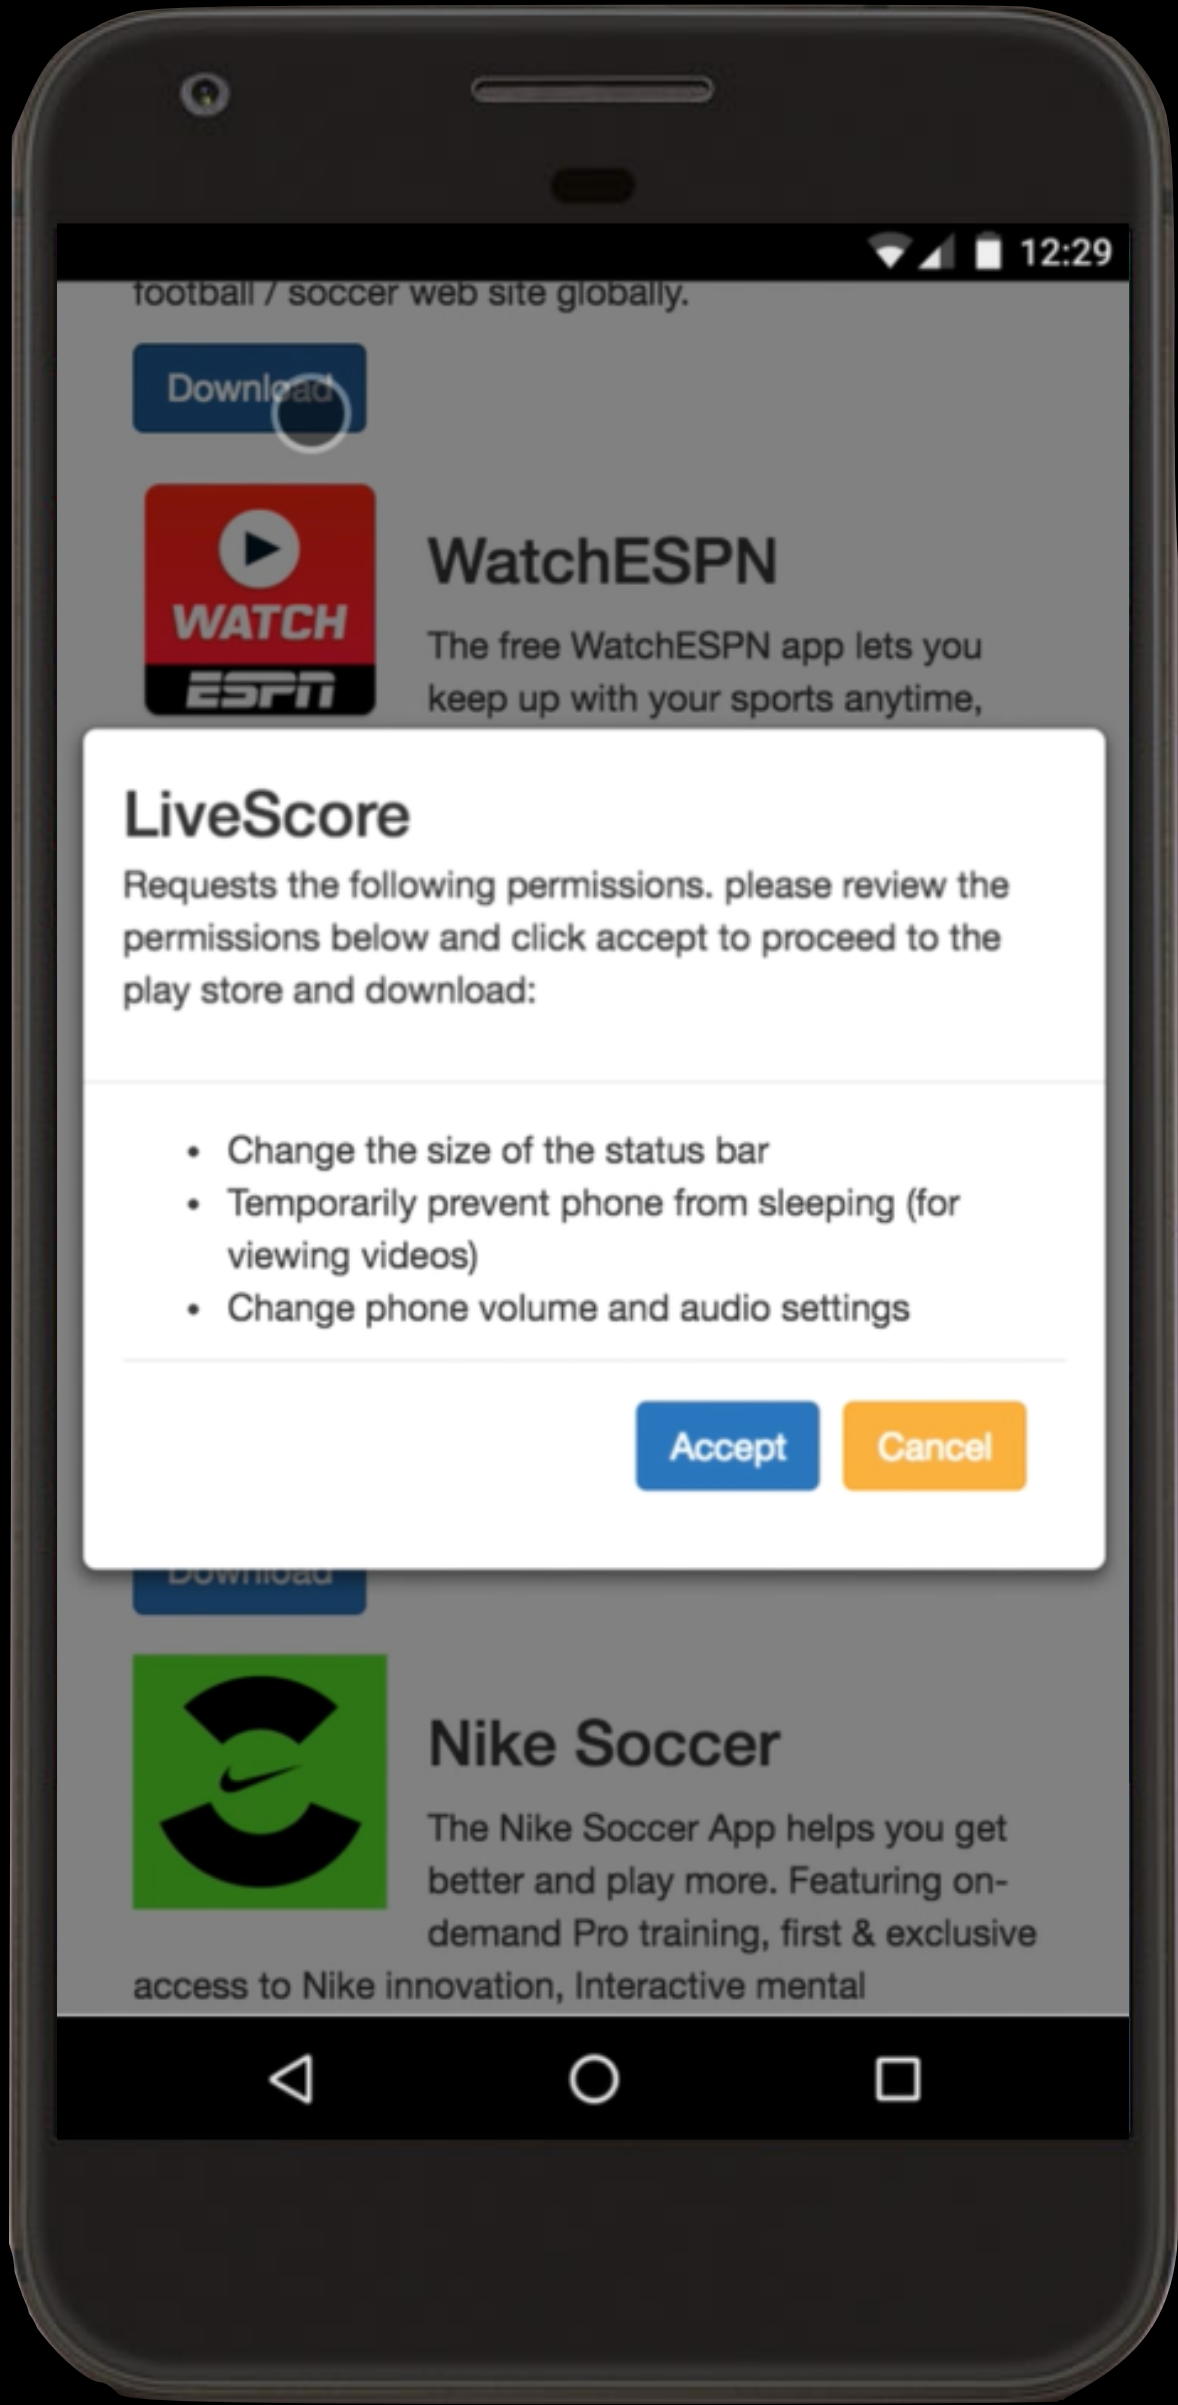 12:29
football / soccer web site globally.
Download
WATCH
ESPN
WatchESPN
The free WatchESPN app lets you
keep up with your sports anytime,
LiveScore
Requests the following permissions. please review the
permissions below and click accept to proceed to the
play store and download:
• Change the size of the status bar
• Temporarily prevent phone from sleeping (for
viewing videos)
• Change phone volume and audio settings
Accept
Cancel
Download
Nike Soccer
The Nike Soccer App helps you get
better and play more. Featuring on-
demand Pro training, first & exclusive
access to Nike innovation, Interactive mental